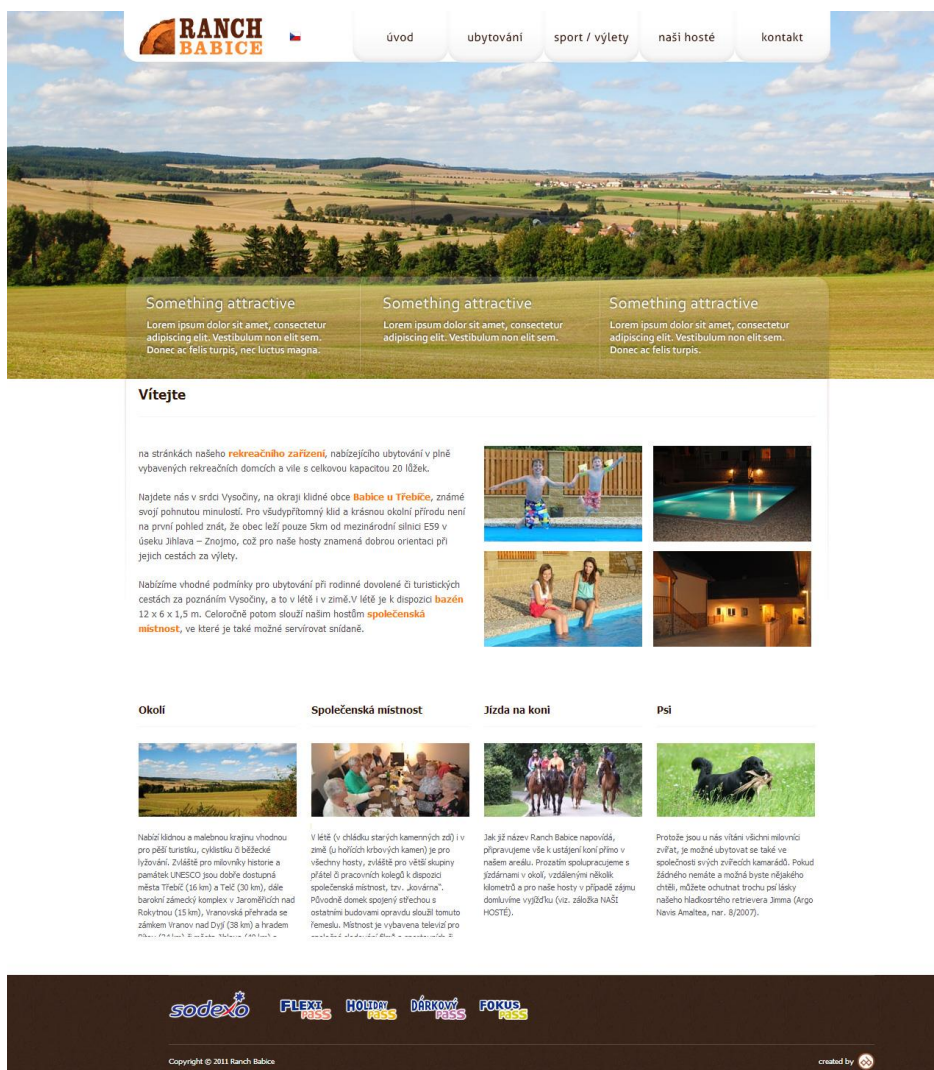 RANCH
BABICE
úvod
ubytování
sport / výlety
naši hosté
kontakt
Something attractive
Lorem ipsum dolor sit amet, consectetur
adipiscing elit. Vestibulum non elit sem.
Donec ac felis turpis, nec luctus magna.
Something attractive
Lorem ipsum dolor sit amet, consectetur
adipiscing elit. Vestibulum non elit sem.
Something attractive
Lorem ipsum dolor sit amet, consectetur
adipiscing elit. Vestibulum non elit sem.
Donec ac felis turpis.
Vítejte
na stránkách našeho rekreačního zařízení, nabízejícího ubytování v plně
vybavených rekreačních domcích a vile s celkovou kapacitou 20 lůžek.
Najdete nás v srdci Vysočiny, na okraji klidné obce Babice u Třebíče, známé
svojí pohnutou minulostí. Pro všudypřítomný klid a krásnou okolní přírodu není
na první pohled znát, že obec leží pouze 5km od mezinárodní silnici E59 v
úseku Jihlava – Znojmo, což pro naše hosty znamená dobrou orientaci při
jejich cestách za výlety.
Nabízíme vhodné podmínky pro ubytování při rodinné dovolené či turistických
cestách za poznáním Vysočiny, a to v létě i v zimě.V létě je k dispozici bazén
12 x 6 x 1,5 m. Celoročně potom slouží našim hostům společenská
místnost, ve které je také možné servírovat snídaně.
Okolí
Nabízí klidnou a malebnou krajinu vhodnou
pro pěší turistiku, cyklistiku či běžecké
lyžování. Zvláště pro milovníky historie a
památek UNESCO jsou dobře dostupná
města Třebíč (16 km) a Telč (30 km), dále
barokní zámecký komplex v Jaroměřicích nad
Rokytnou (15 km), Vranovská přehrada se
zámkem Vranov nad Dyjí (38 km) a hradem
Společenská místnost
V létě (v chládku starých kamenných zdí) i v
zimě (u hořících krbových kamen) je pro
všechny hosty, zvláště pro větší skupiny
přátel či pracovních kolegů k dispozici
společenská místnost, tzv. „kovárna".
Původně domek spojený střechou s
ostatními budovami opravdu sloužil tomuto
řemeslu. Místnost je vybavena televizí pro
Jízda na koni
Jak již název Ranch Babice napovídá,
připravujeme vše k ustájení koní přímo v
našem areálu. Prozatím spolupracujeme s
jízdárnami v okolí, vzdálenými několik
kilometrů a pro naše hosty v případě zájmu
domluvíme vyjížďku (viz. záložka NAŠI
HOSTÉ).
Psi
Protože jsou u nás vítáni všichni milovníci
zvířat, je možné ubytovat se také ve
společnosti svých zvířecích kamarádů. Pokud
žádného nemáte a možná byste nějakého
chtěli, můžete ochutnat trochu psí lásky
našeho hladkosrtého retrievera Jimma (Argo
Navis Amaltea, nar. 8/2007).
sodexo
FLEXI PASS
HOLIDAY PASS
DÁRKOVÝ PASS
FOKUS PASS
Copyright © 2011 Ranch Babice
created by